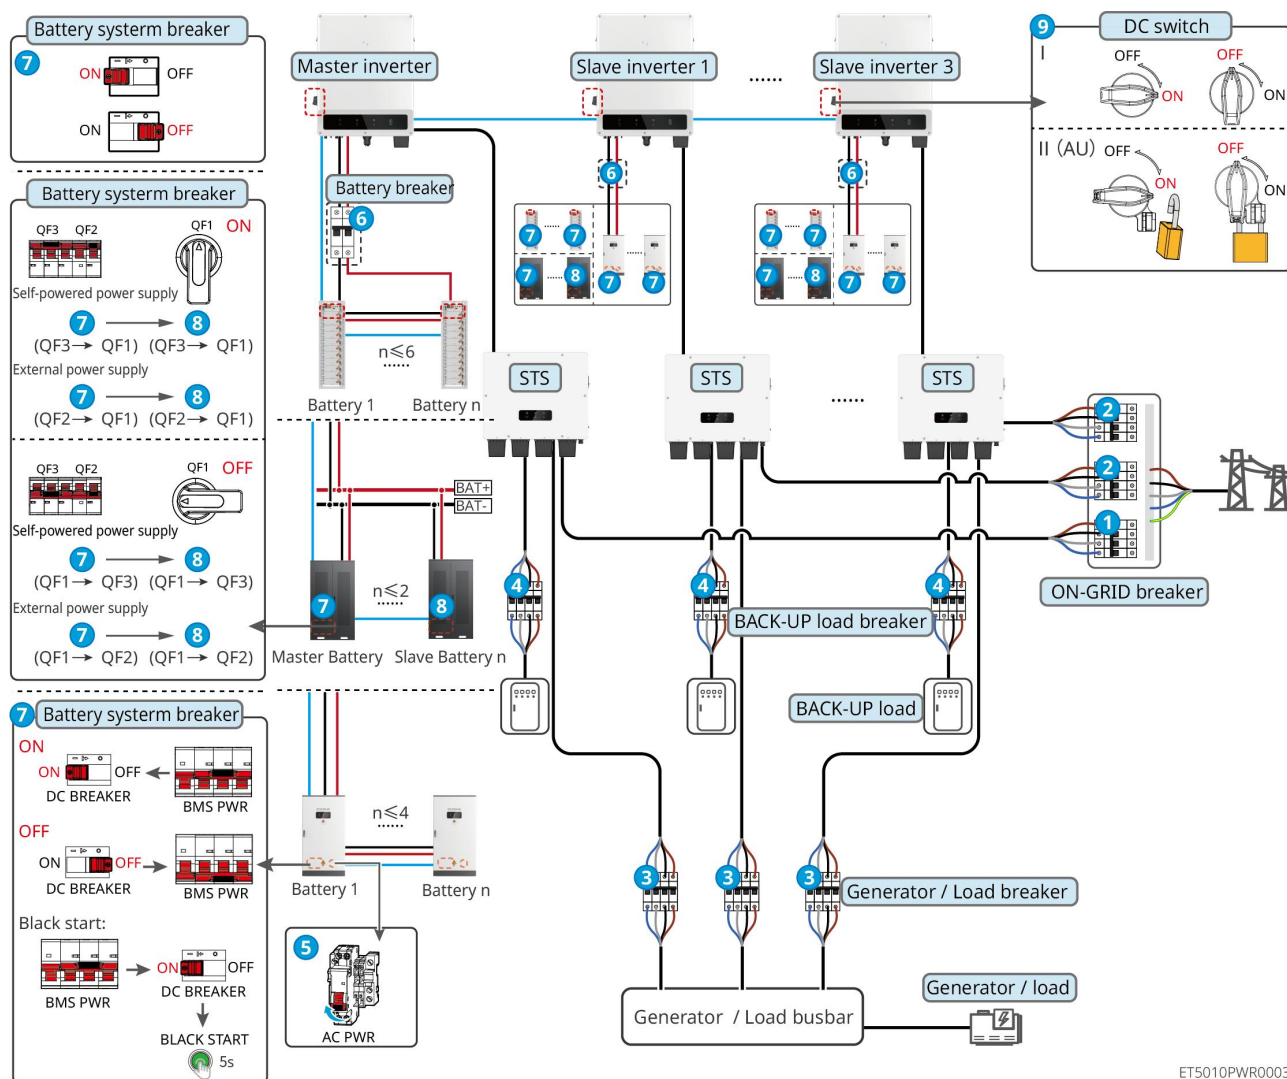 Battery systerm breaker
7
ON
OFF
ON
OFF
Battery systerm breaker
QF3 QF2
QF1 ON
Self-powered power supply
7 8
(QF3→ QF1) (QF3→ QF1)
External power supply
7 8
(QF2→ QF1) (QF2→ QF1)
QF3 QF2
QF1 OFF
Self-powered power supply
7 8
(QF1→ QF3) (QF1→ QF3)
External power supply
7 8
(QF1→ QF2) (QF1→ QF2)
7 Battery systerm breaker
ON
ON OFF
DC BREAKER
BMS PWR
OFF
ON OFF
DC BREAKER
BMS PWR
Black start:
BMS PWR
ON OFF
DC BREAKER
BLACK START
5s
Master inverter
Slave inverter 1
......
Slave inverter 3
Battery breaker
6
6
6
7 ...... 7
7 ...... 8
7 ...... 7
7 ...... 7
7 ...... 8
7 ...... 7
n≤6
......
Battery 1
Battery n
STS
STS
......
STS
BAT+
BAT-
n≤2
......
7
8
Master Battery
Slave Battery n
n≤4
......
Battery 1
Battery n
5
AC PWR
9 DC switch
I
OFF
ON
OFF
ON
II (AU)
OFF
ON
OFF
ON
2
2
1
ON-GRID breaker
4
4
4
BACK-UP load breaker
BACK-UP load
3
3
3
Generator / Load breaker
Generator / load
Generator / Load busbar
ET5010PWR0003